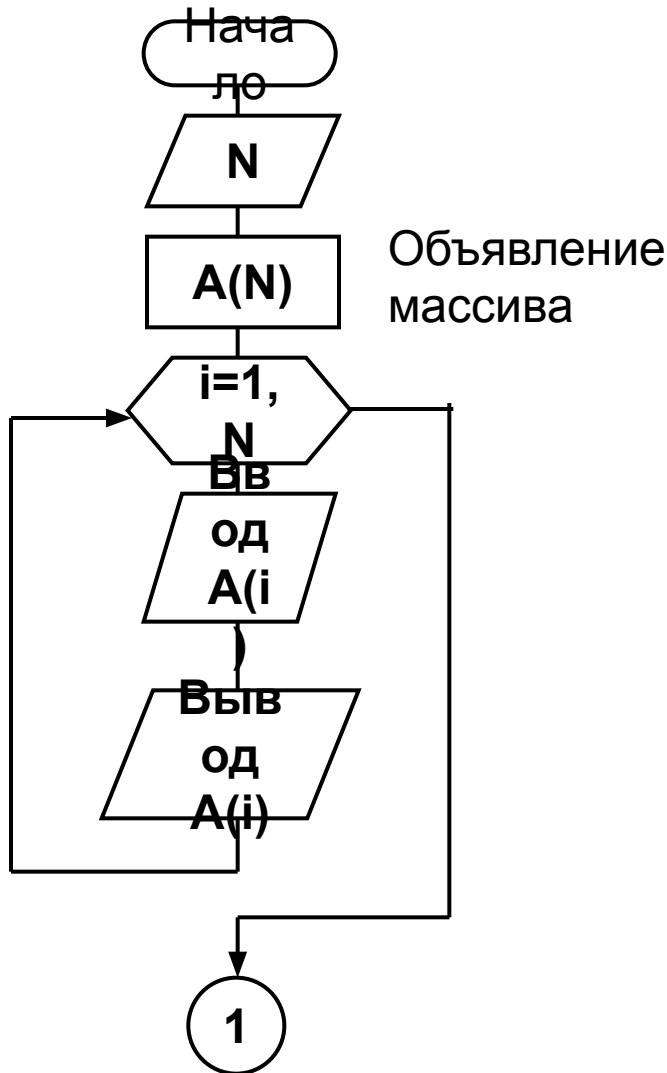 Нача
ло
N
A(N)
Объявление
массива
i=1,
N
Вв
од
A(i
)
Выв
од
A(i)
1